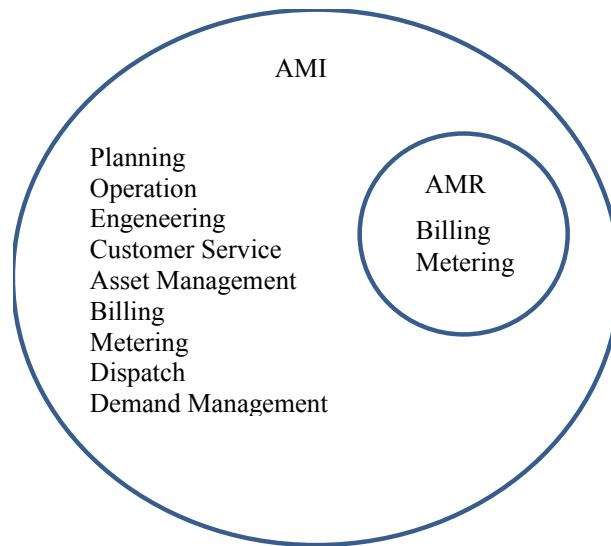 AMI
Planning
Operation
Engeneering
Customer Service
Asset Management
Billing
Metering
Dispatch
Demand Management
AMR
Billing
Metering